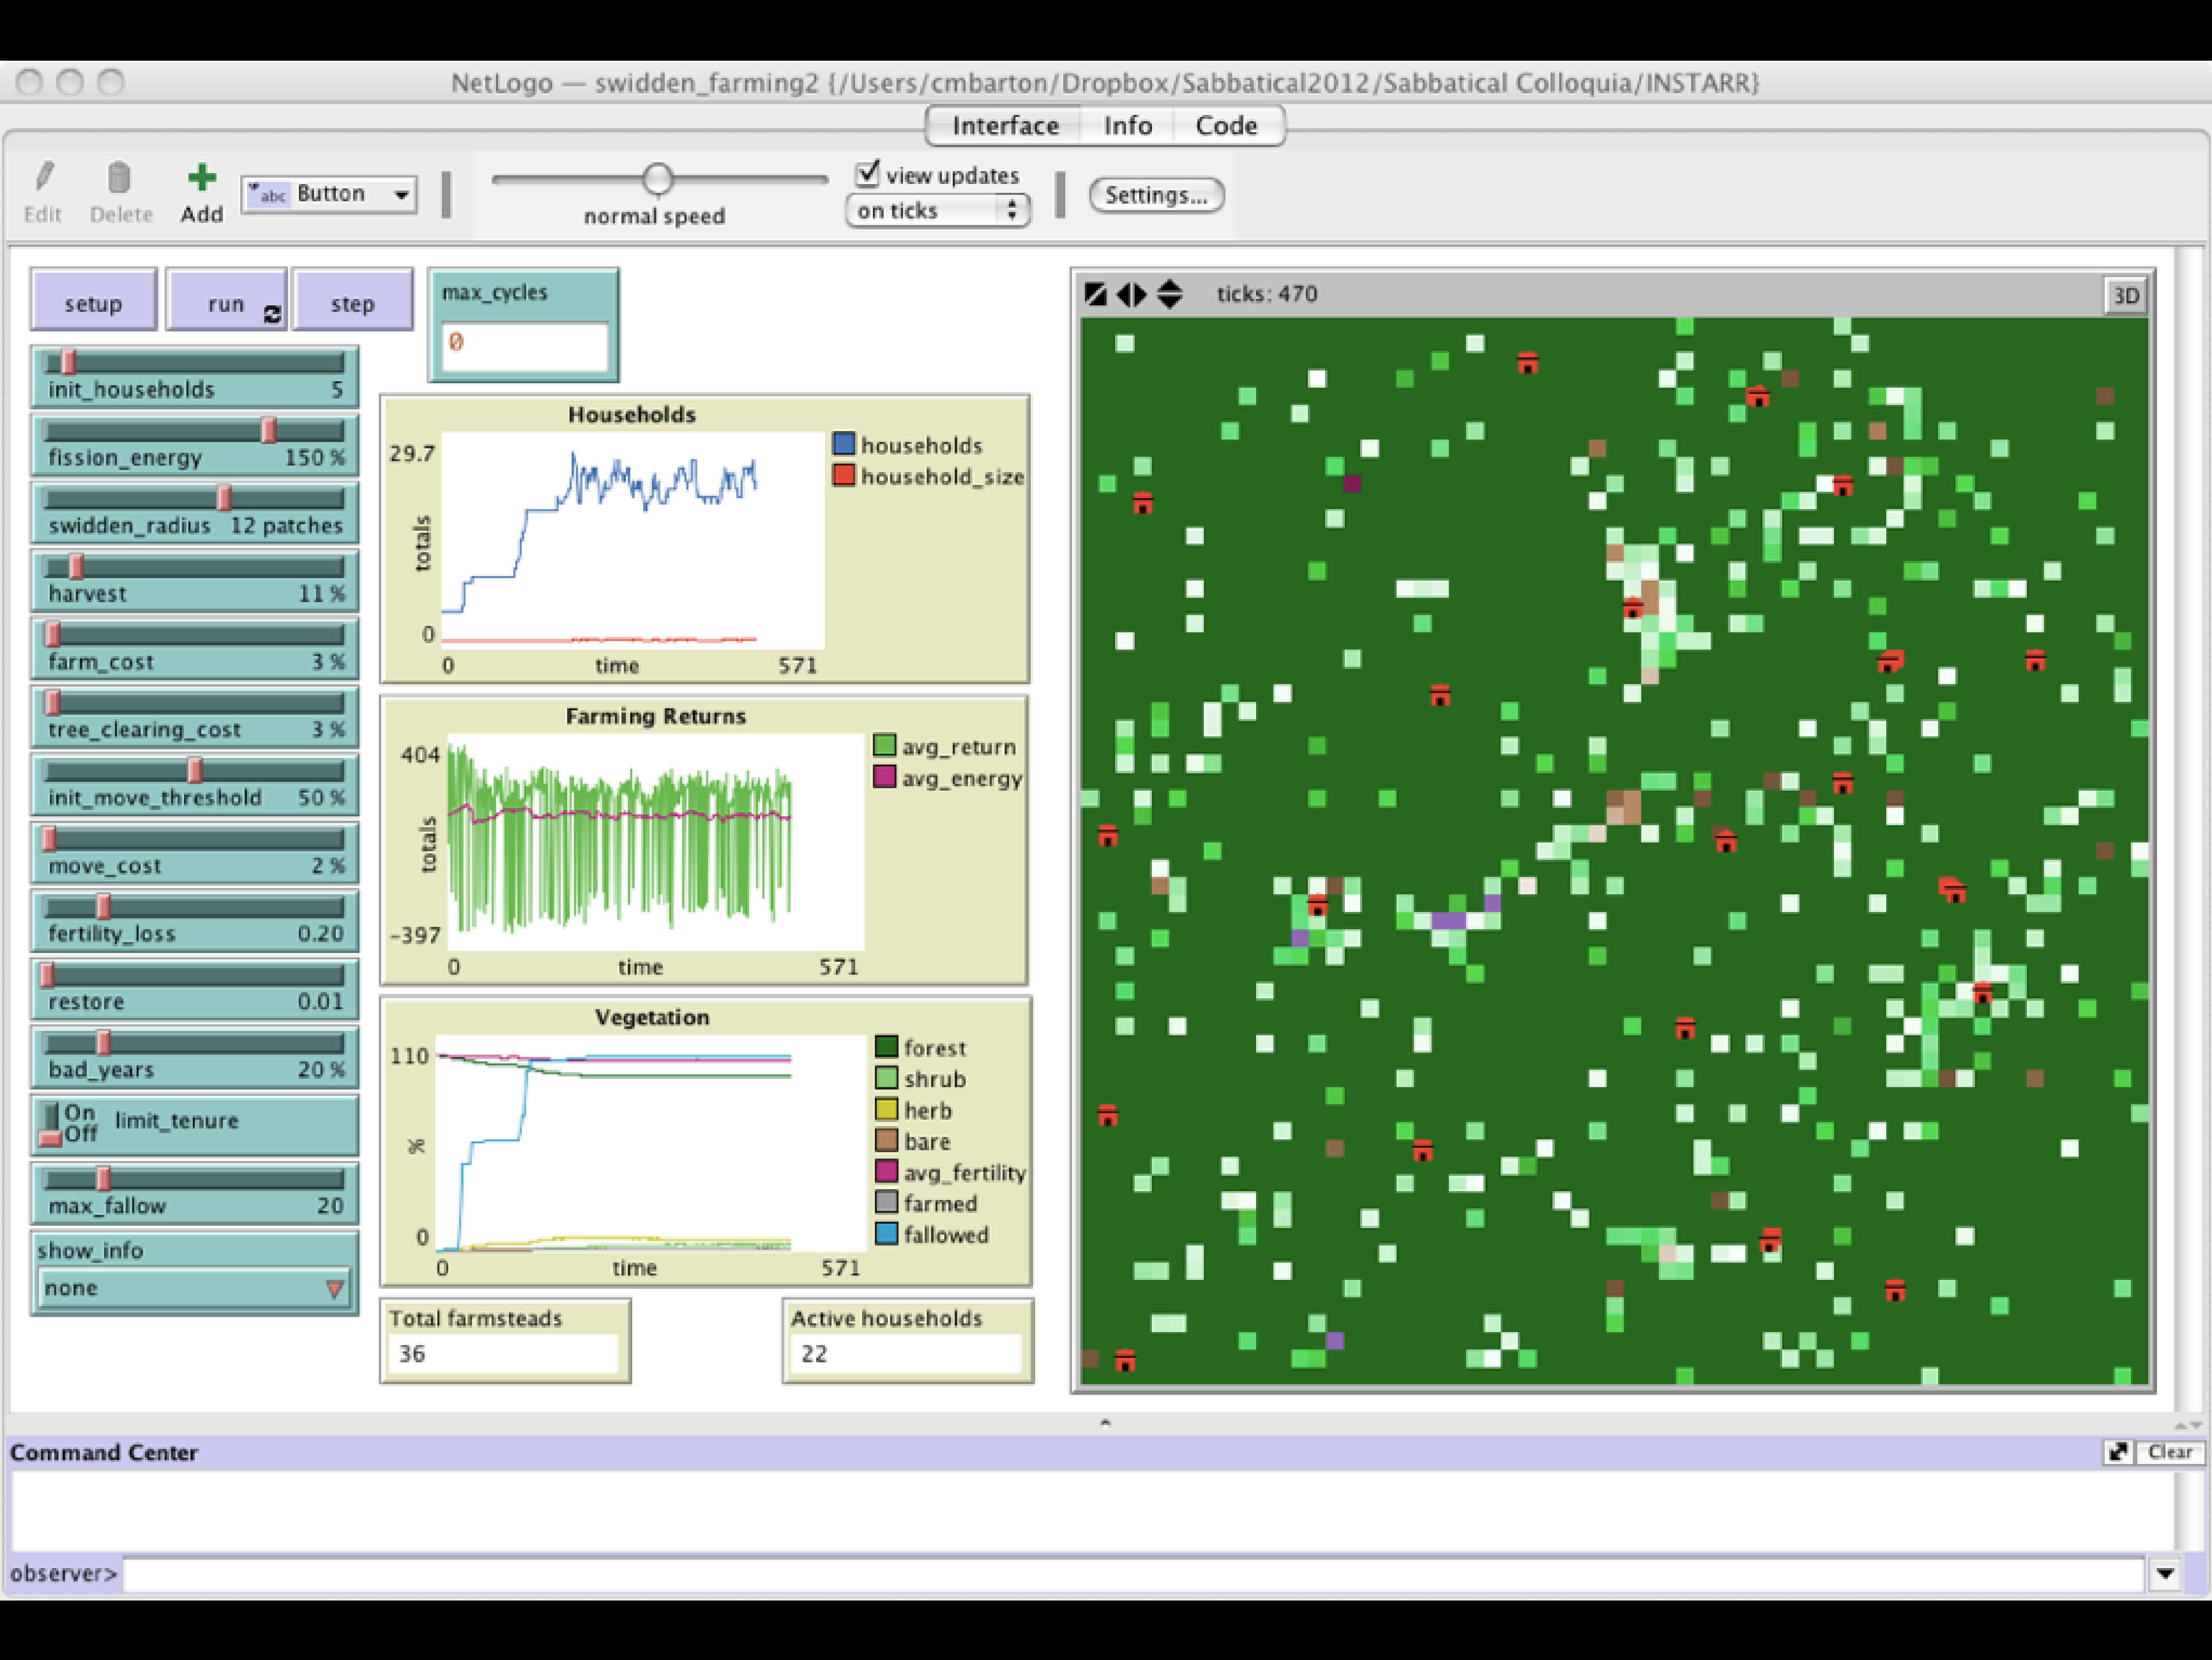 NetLogo — swidden_farming2 {/Users/cmbarton/Dropbox/Sabbatical2012/Sabbatical Colloquia/INSTARR}
Interface Info Code
Edit Delete Add abc Button normal speed view updates on ticks Settings...
setup run step
max_cycles
0
init_households 5
fission_energy 150 %
swidden_radius 12 patches
harvest 11 %
farm_cost 3 %
tree_clearing_cost 3 %
init_move_threshold 50 %
move_cost 2 %
fertility_loss 0.20
restore 0.01
bad_years 20 %
On
Off
limit_tenure
max_fallow 20
show_info
none
Households
29.7
totals
0
0 time 571
households
household_size
Farming Returns
404
totals
-397
0 time 571
avg_return
avg_energy
Vegetation
110
%
0
0 time 571
forest
shrub
herb
bare
avg_fertility
farmed
fallowed
Total farmsteads
36
Active households
22
ticks: 470
3D
Command Center
Clear
observer>